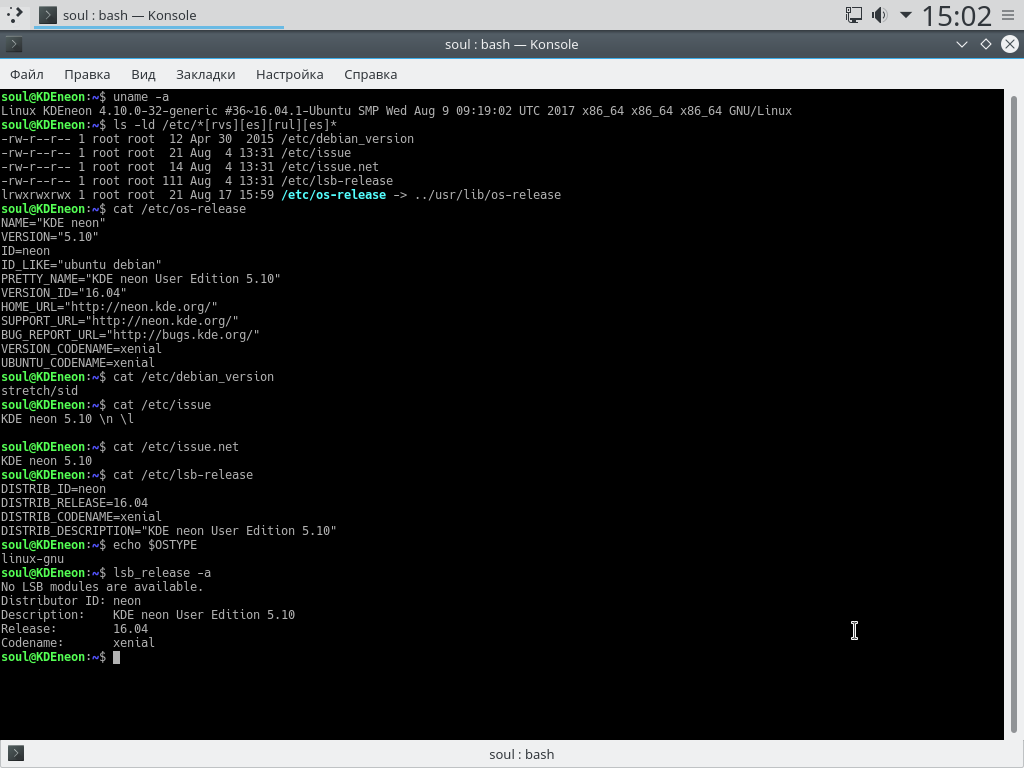 soul : bash — Konsole
15:02
soul : bash — Konsole
Файл Правка Вид Закладки Настройка Справка
soul@KDEneon:~$ uname -a
Linux KDEneon 4.10.0-32-generic #36~16.04.1-Ubuntu SMP Wed Aug 9 09:19:02 UTC 2017 x86_64 x86_64 x86_64 GNU/Linux
soul@KDEneon:~$ ls -ld /etc/*[rvs][es][rul][es]*
-rw-r--r-- 1 root root  12 Apr 30  2015 /etc/debian_version
-rw-r--r-- 1 root root  21 Aug  4 13:31 /etc/issue
-rw-r--r-- 1 root root  14 Aug  4 13:31 /etc/issue.net
-rw-r--r-- 1 root root 111 Aug  4 13:31 /etc/lsb-release
lrwxrwxrwx 1 root root  21 Aug 17 15:59 /etc/os-release -> ../usr/lib/os-release
soul@KDEneon:~$ cat /etc/os-release
NAME="KDE neon"
VERSION="5.10"
ID=neon
ID_LIKE="ubuntu debian"
PRETTY_NAME="KDE neon User Edition 5.10"
VERSION_ID="16.04"
HOME_URL="http://neon.kde.org/"
SUPPORT_URL="http://neon.kde.org/"
BUG_REPORT_URL="http://bugs.kde.org/"
VERSION_CODENAME=xenial
UBUNTU_CODENAME=xenial
soul@KDEneon:~$ cat /etc/debian_version
stretch/sid
soul@KDEneon:~$ cat /etc/issue
KDE neon 5.10 \n \l
soul@KDEneon:~$ cat /etc/issue.net
KDE neon 5.10
soul@KDEneon:~$ cat /etc/lsb-release
DISTRIB_ID=neon
DISTRIB_RELEASE=16.04
DISTRIB_CODENAME=xenial
DISTRIB_DESCRIPTION="KDE neon User Edition 5.10"
soul@KDEneon:~$ echo $OSTYPE
linux-gnu
soul@KDEneon:~$ lsb_release -a
No LSB modules are available.
Distributor ID: neon
Description:    KDE neon User Edition 5.10
Release:        16.04
Codename:       xenial
soul@KDEneon:~$
soul : bash